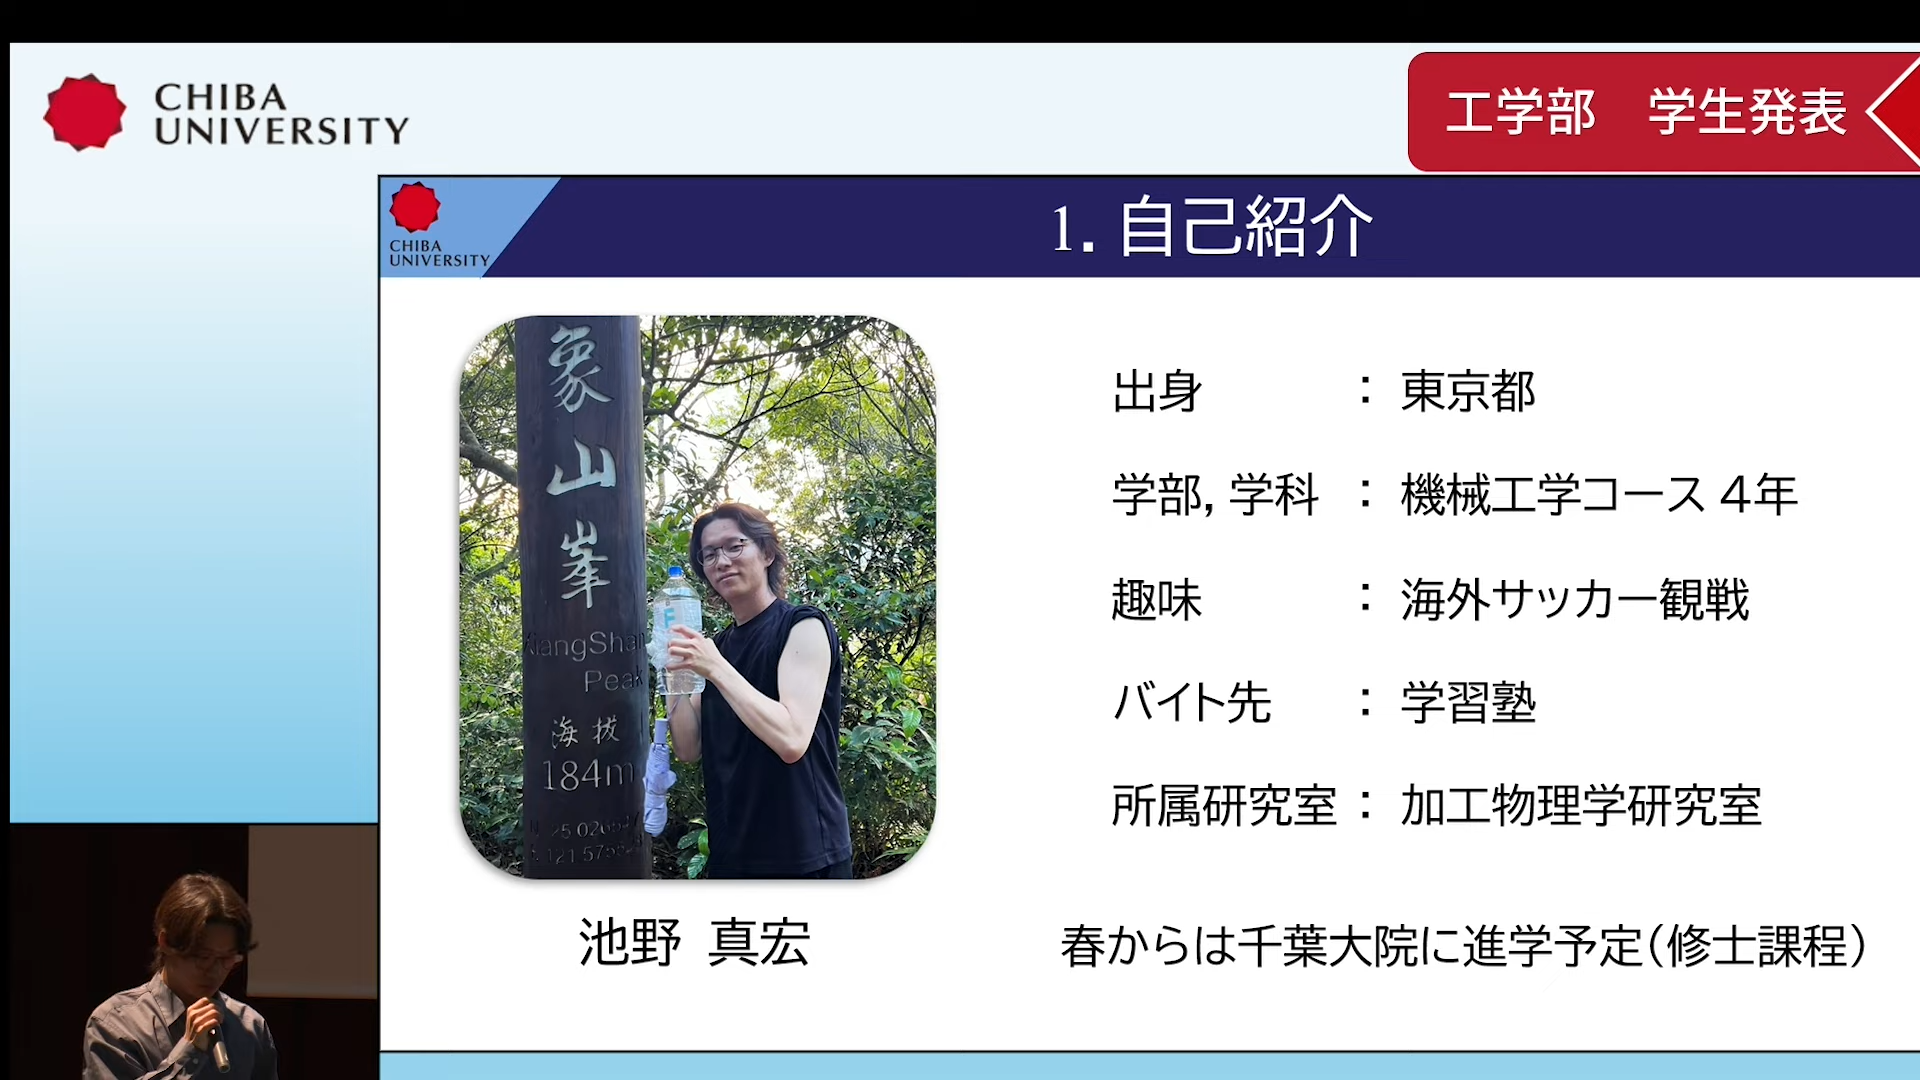 CHIBA
UNIVERSITY
工学部　学生発表
CHIBA
UNIVERSITY
1. 自己紹介
象山峯
XiangShan
Peak
海拔
184m
出身 : 東京都
学部, 学科 : 機械工学コース 4年
趣味 : 海外サッカー観戦
バイト先 : 学習塾
所属研究室 : 加工物理学研究室
池野 真宏
春からは千葉大院に進学予定(修士課程)